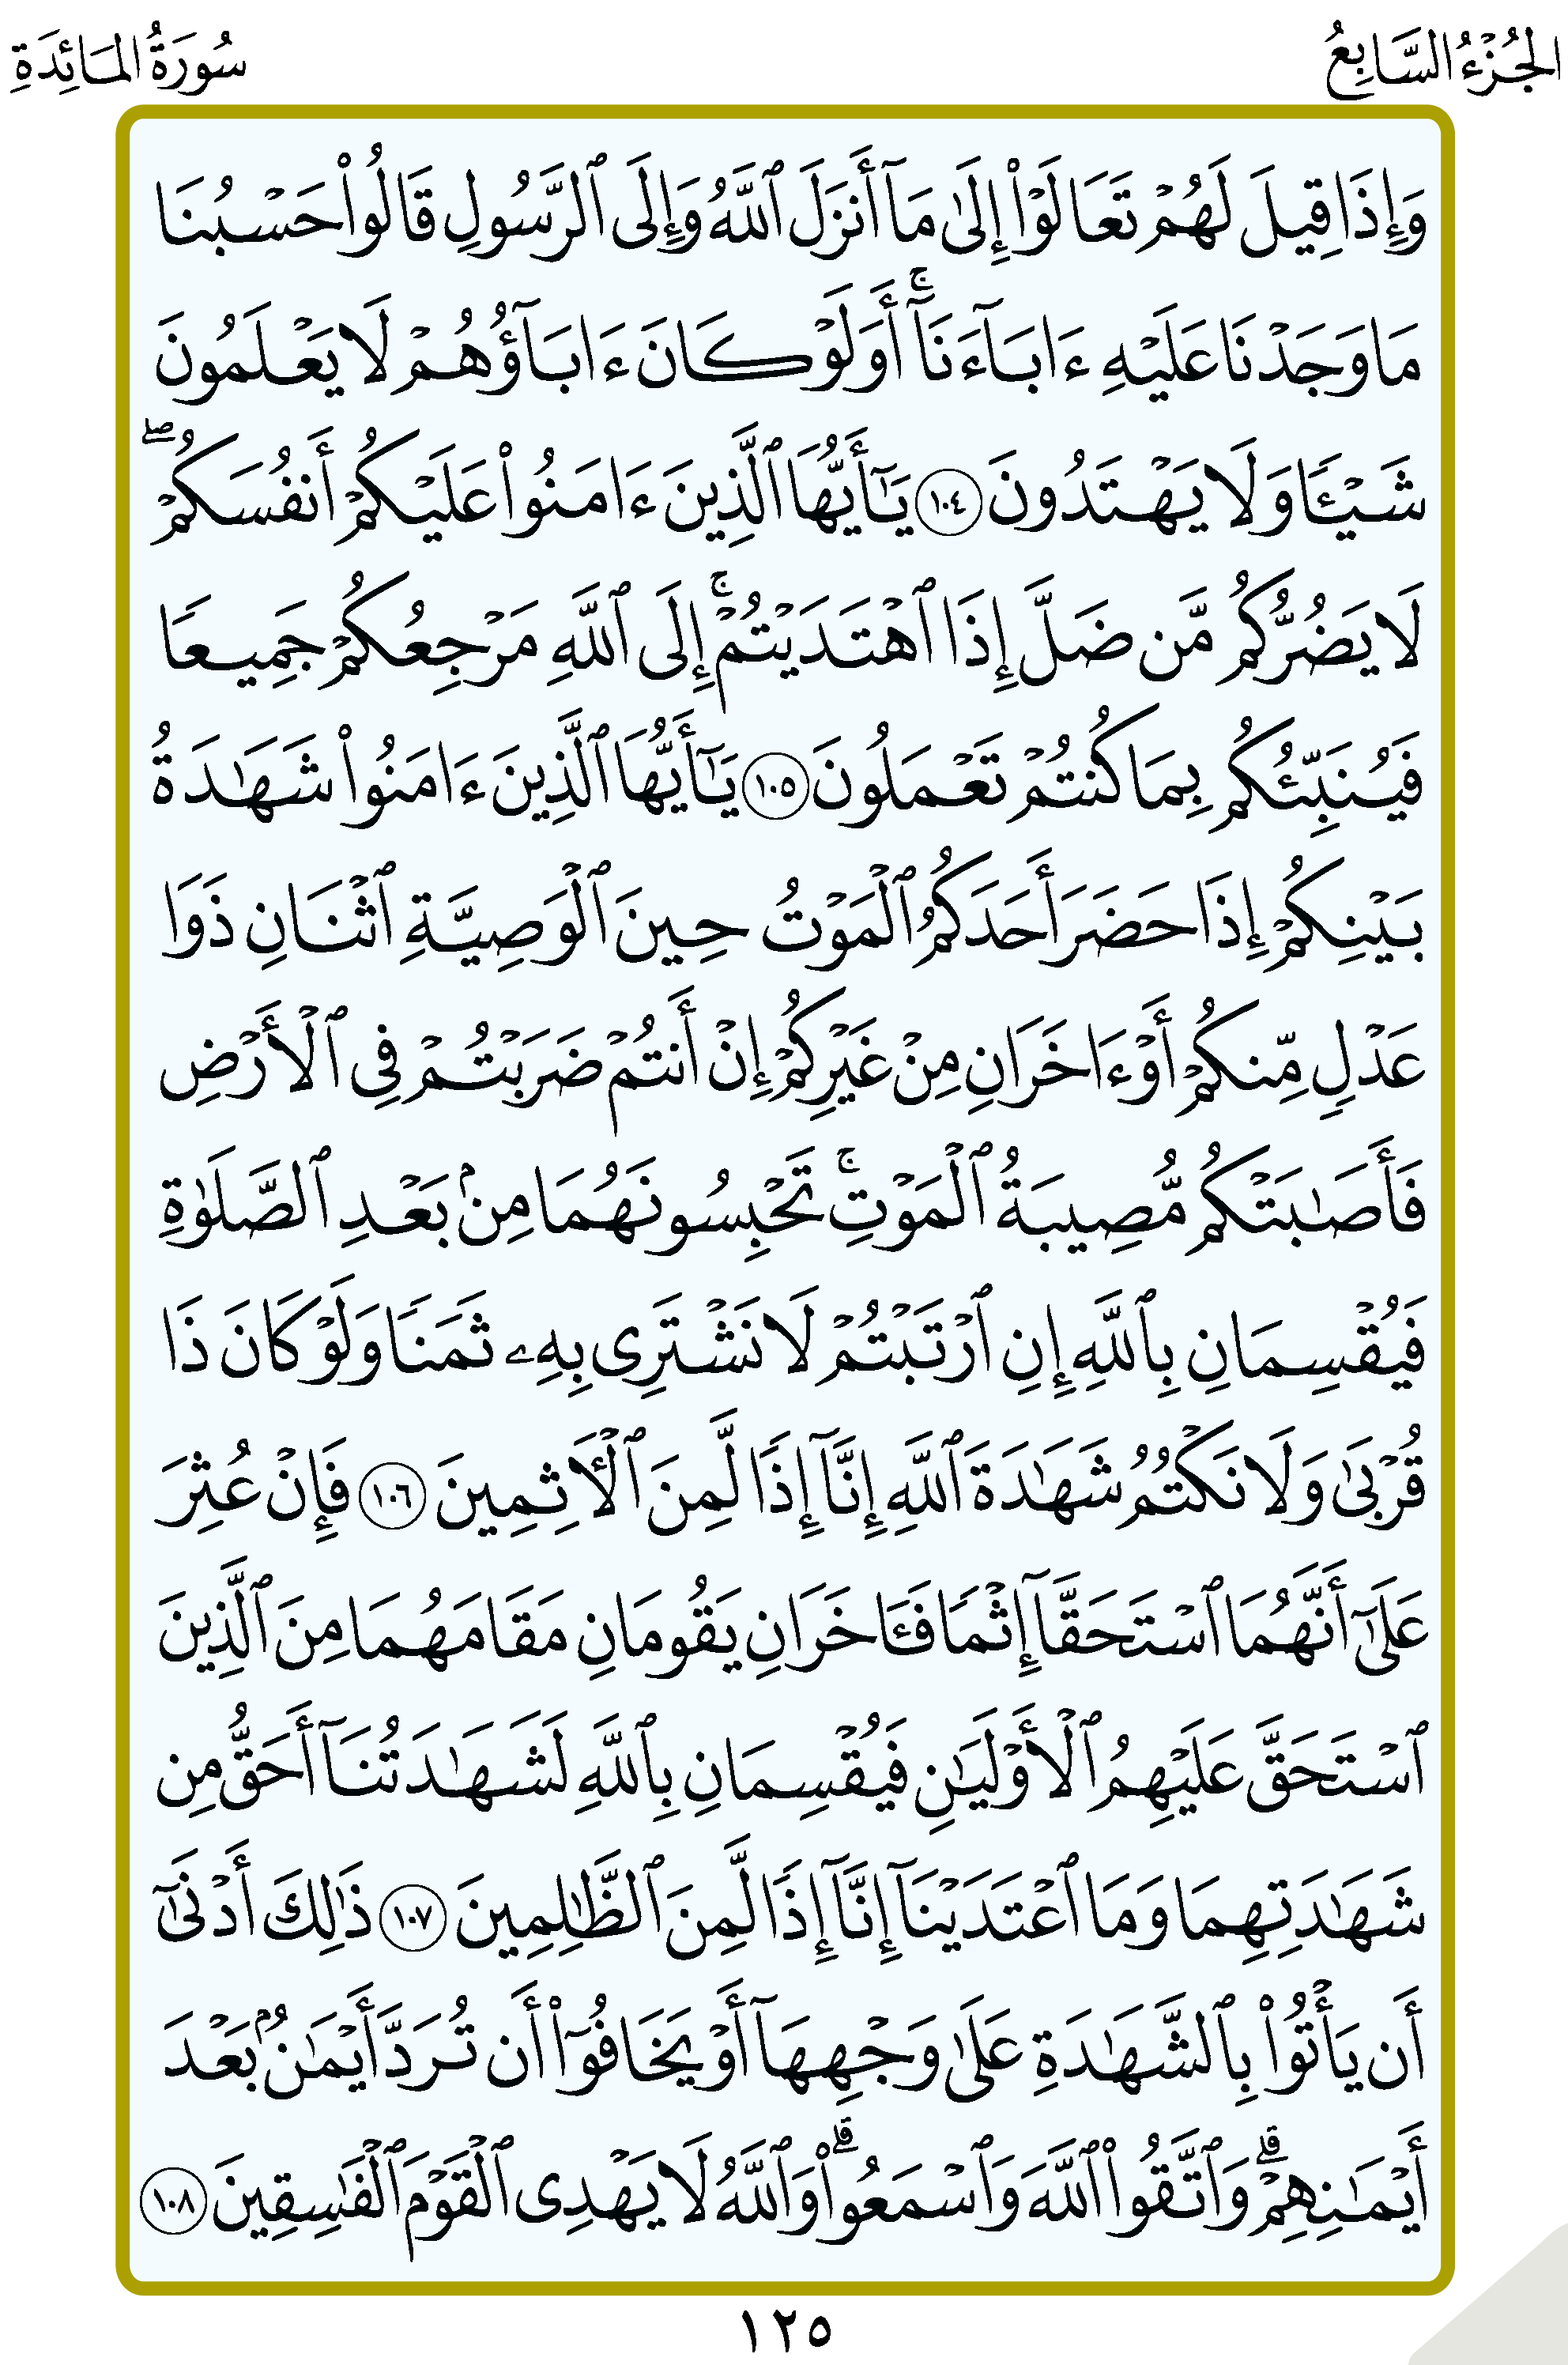 الجُزْءُ السَّابِعُ
سُورَةُ المَائِدَةِ
وَإِذَا قِيلَ لَهُمْ تَعَالَوْا۟ إِلَىٰ مَآ أَنزَلَ ٱللَّهُ وَإِلَى ٱلرَّسُولِ قَالُوا۟ حَسْبُنَا
مَا وَجَدْنَا عَلَيْهِ ءَابَآءَنَآ ۚ أَوَلَوْ كَانَ ءَابَآؤُهُمْ لَا يَعْلَمُونَ
شَيْـًٔا وَلَا يَهْتَدُونَ ١٠٤ يَـٰٓأَيُّهَا ٱلَّذِينَ ءَامَنُوا۟ عَلَيْكُمْ أَنفُسَكُمْ ۖ
لَا يَضُرُّكُم مَّن ضَلَّ إِذَا ٱهْتَدَيْتُمْ ۚ إِلَى ٱللَّهِ مَرْجِعُكُمْ جَمِيعًا
فَيُنَبِّئُكُم بِمَا كُنتُمْ تَعْمَلُونَ ١٠٥ يَـٰٓأَيُّهَا ٱلَّذِينَ ءَامَنُوا۟ شَهَـٰدَةُ
بَيْنِكُمْ إِذَا حَضَرَ أَحَدَكُمُ ٱلْمَوْتُ حِينَ ٱلْوَصِيَّةِ ٱثْنَانِ ذَوَا
عَدْلٍ مِّنكُمْ أَوْ ءَاخَرَانِ مِنْ غَيْرِكُمْ إِنْ أَنتُمْ ضَرَبْتُمْ فِى ٱلْأَرْضِ
فَأَصَـٰبَتْكُم مُّصِيبَةُ ٱلْمَوْتِ ۚ تَحْبِسُونَهُمَا مِنۢ بَعْدِ ٱلصَّلَوٰةِ
فَيُقْسِمَانِ بِٱللَّهِ إِنِ ٱرْتَبْتُمْ لَا نَشْتَرِى بِهِۦ ثَمَنًا وَلَوْ كَانَ ذَا
قُرْبَىٰ وَلَا نَكْتُمُ شَهَـٰدَةَ ٱللَّهِ إِنَّآ إِذًا لَّمِنَ ٱلْـَٔاثِمِينَ ١٠٦ فَإِنْ عُثِرَ
عَلَىٰٓ أَنَّهُمَا ٱسْتَحَقَّآ إِثْمًا فَـَٔاخَرَانِ يَقُومَانِ مَقَامَهُمَا مِنَ ٱلَّذِينَ
ٱسْتَحَقَّ عَلَيْهِمُ ٱلْأَوْلَيَـٰنِ فَيُقْسِمَانِ بِٱللَّهِ لَشَهَـٰدَتُنَآ أَحَقُّ مِن
شَهَـٰدَتِهِمَا وَمَا ٱعْتَدَيْنَآ إِنَّآ إِذًا لَّمِنَ ٱلظَّـٰلِمِينَ ١٠٧ ذَٰلِكَ أَدْنَىٰٓ
أَن يَأْتُوا۟ بِٱلشَّهَـٰدَةِ عَلَىٰ وَجْهِهَآ أَوْ يَخَافُوٓا۟ أَن تُرَدَّ أَيْمَـٰنٌۢ بَعْدَ
أَيْمَـٰنِهِمْ ۗ وَٱتَّقُوا۟ ٱللَّهَ وَٱسْمَعُوا۟ ۗ وَٱللَّهُ لَا يَهْدِى ٱلْقَوْمَ ٱلْفَـٰسِقِينَ ١٠٨
١٢٥